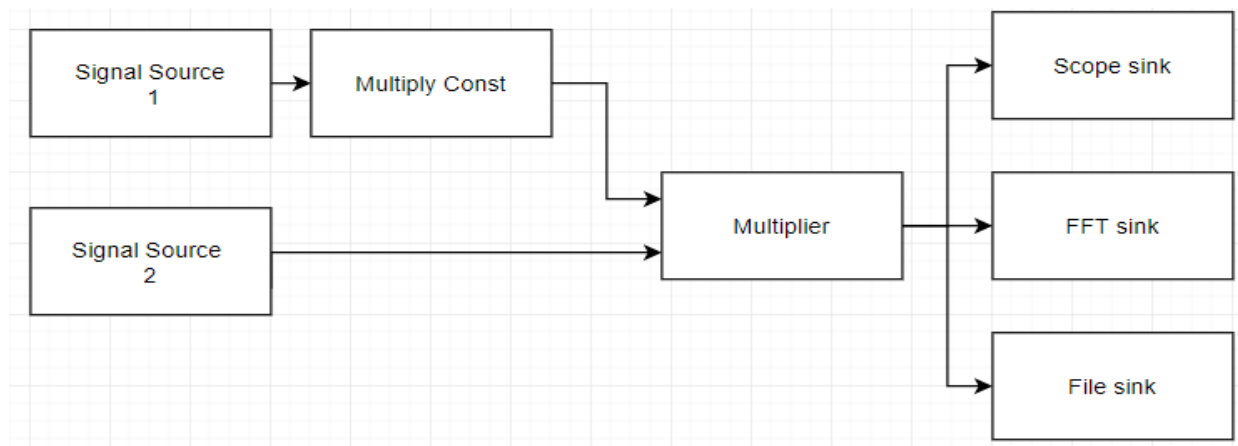 Signal Source
1
Multiply Const
Scope sink
Signal Source
2
Multiplier
FFT sink
File sink